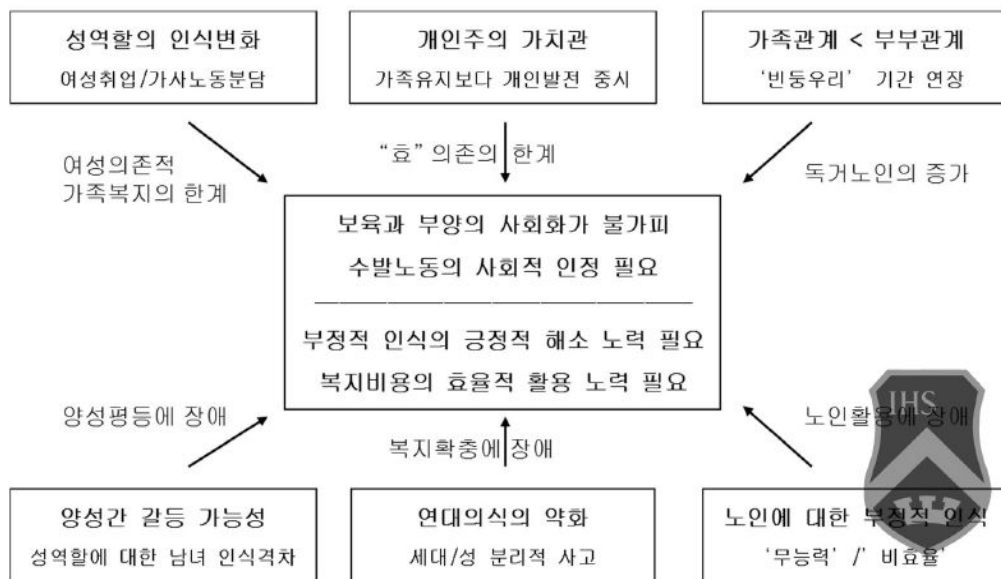 성역할의 인식변화
여성취업/가사노동분담
개인주의 가치관
가족유지보다 개인발전 중시
가족관계 < 부부관계
‘빈둥우리’ 기간 연장
여성의존적
가족복지의 한계
“효” 의존의 한계
독거노인의 증가
보육과 부양의 사회화가 불가피
수발노동의 사회적 인정 필요
부정적 인식의 긍정적 해소 노력 필요
복지비용의 효율적 활용 노력 필요
양성평등에 장애
복지확충에 장애
노인활용에 장애
IHS
양성간 갈등 가능성
성역할에 대한 남녀 인식격차
연대의식의 약화
세대/성 분리적 사고
노인에 대한 부정적 인식
‘무능력’ /’ 비효율’